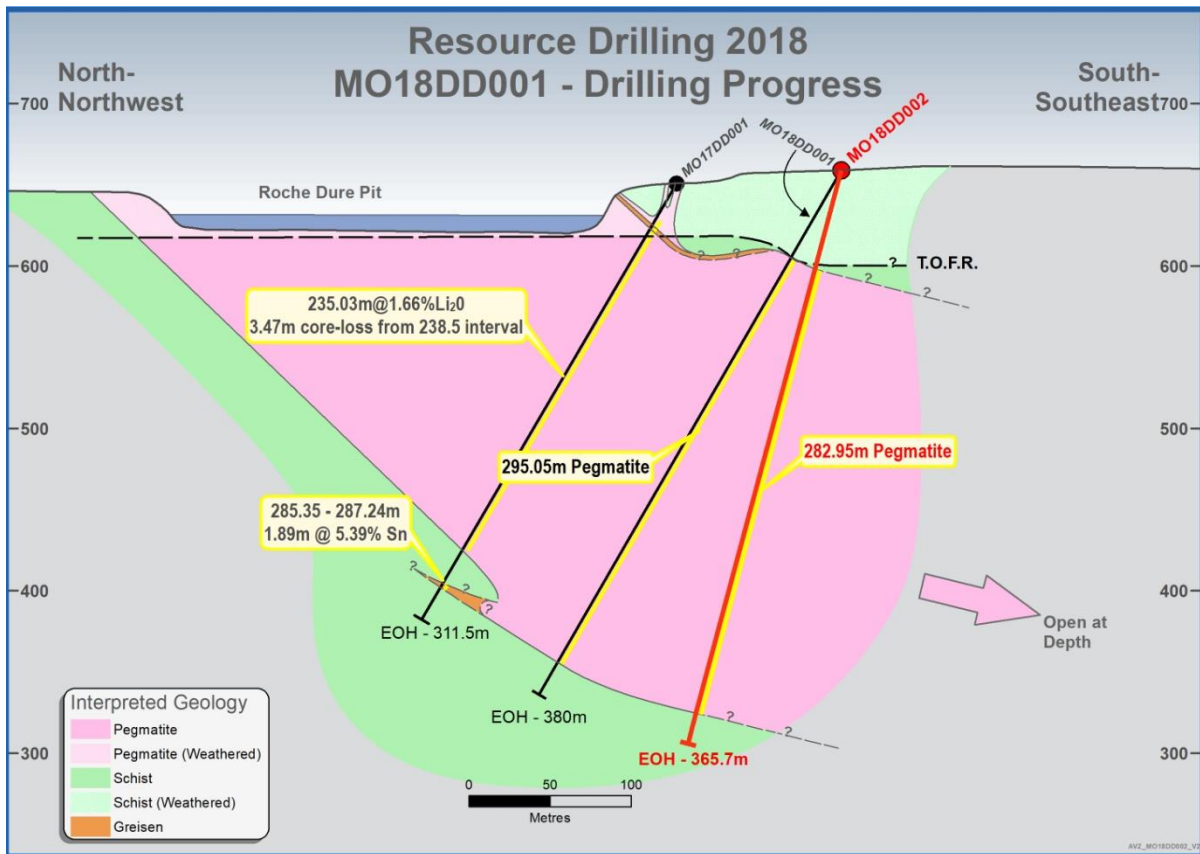 Resource Drilling 2018
MO18DD001 - Drilling Progress
North-
Northwest
South-
Southeast
700
700
MO17DD001
MO18DD001
MO18DD002
Roche Dure Pit
600
?
?
?
T.O.F.R.
600
?
?
235.03m@1.66%Li₂0
3.47m core-loss from 238.5 interval
500
500
295.05m Pegmatite
282.95m Pegmatite
285.35 - 287.24m
1.89m @ 5.39% Sn
?
?
?
400
400
EOH - 311.5m
Open at
Depth
EOH - 380m
?
?
300
300
EOH - 365.7m
Interpreted Geology
Pegmatite
Pegmatite (Weathered)
Schist
Schist (Weathered)
Greisen
0 50 100
Metres
AVZ_MO18DD002_V2